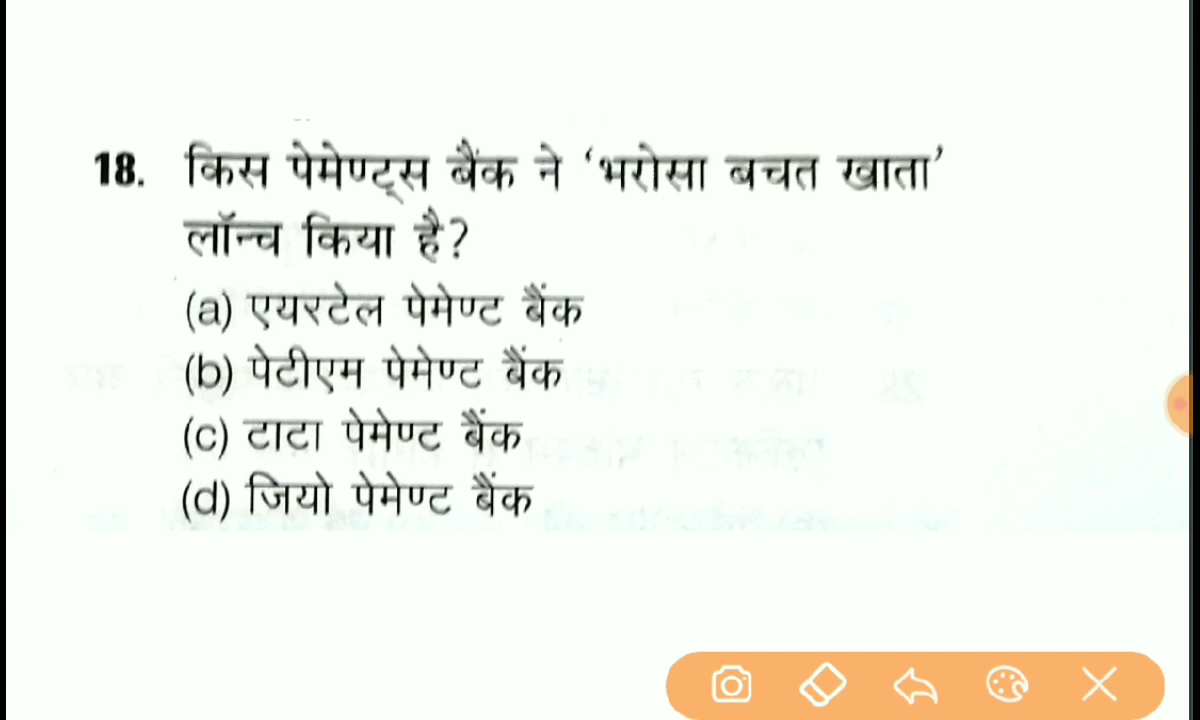 18. किस पेमेण्ट्स बैंक ने ‘भरोसा बचत खाता’
लॉन्च किया है?
(a) एयरटेल पेमेण्ट बैंक
(b) पेटीएम पेमेण्ट बैंक
(c) टाटा पेमेण्ट बैंक
(d) जियो पेमेण्ट बैंक